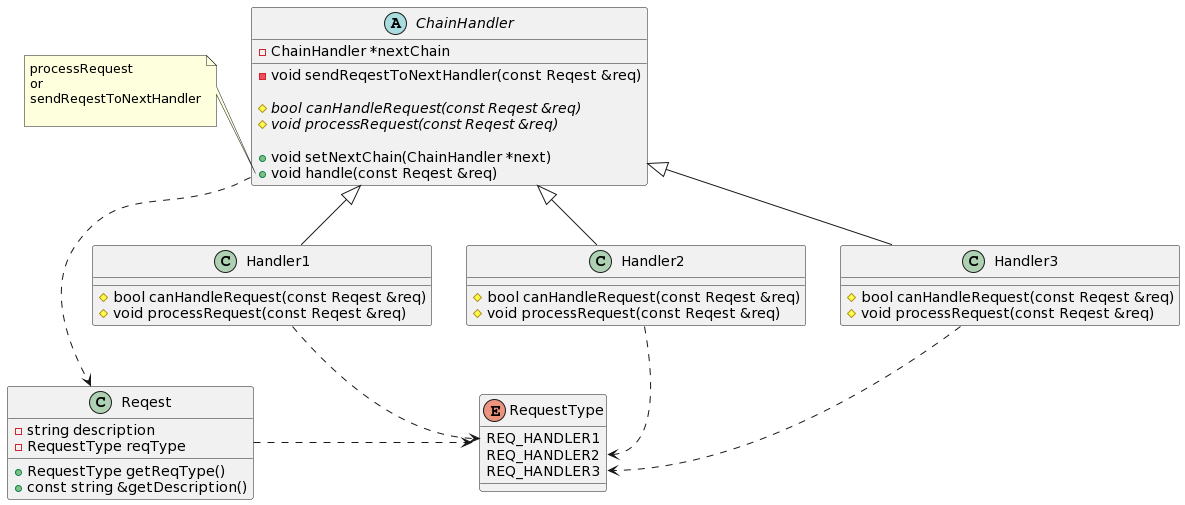 A ChainHandler
ChainHandler *nextChain
void sendReqestToNextHandler(const Reqest &req)
bool canHandleRequest(const Reqest &req)
void processRequest(const Reqest &req)
void setNextChain(ChainHandler *next)
void handle(const Reqest &req)
processRequest
or
sendReqestToNextHandler
C Handler1
bool canHandleRequest(const Reqest &req)
void processRequest(const Reqest &req)
C Handler2
bool canHandleRequest(const Reqest &req)
void processRequest(const Reqest &req)
C Handler3
bool canHandleRequest(const Reqest &req)
void processRequest(const Reqest &req)
C Reqest
string description
RequestType reqType
RequestType getReqType()
const string &getDescription()
E RequestType
REQ_HANDLER1
REQ_HANDLER2
REQ_HANDLER3